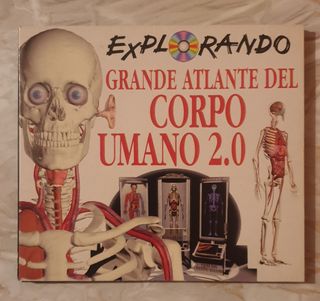 EXPLORANDO
GRANDE ATLANTE DEL
CORPO
UMANO 2.0